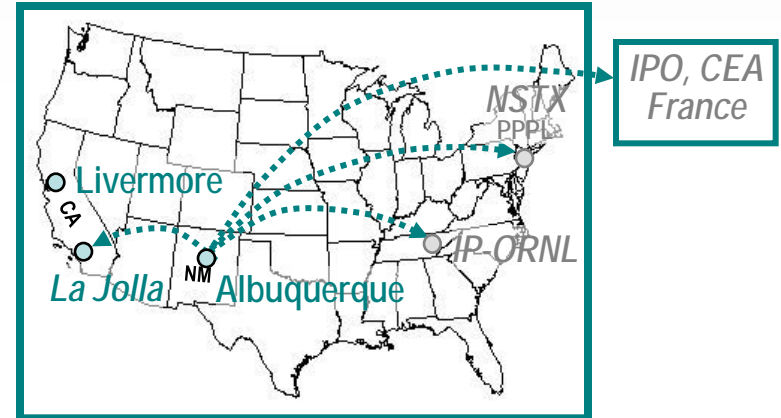 IPO, CEA
France
NSTX
PPPL
Livermore
CA
IP-ORNL
La Jolla
NM
Albuquerque